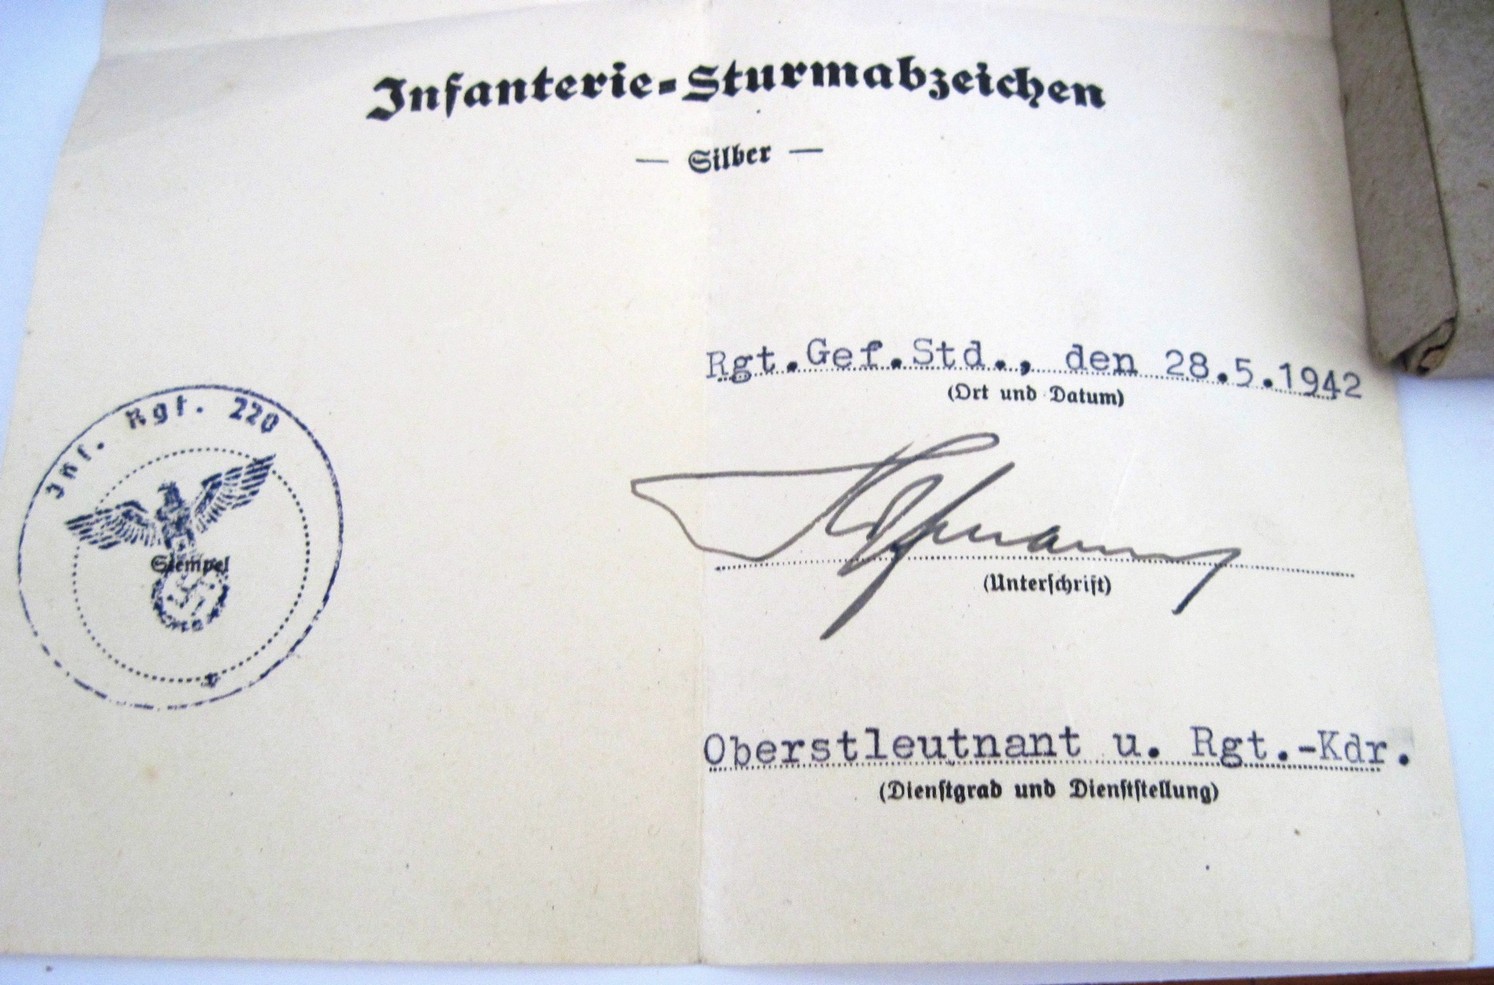 Infanterie-Sturmabzeichen
— Silber —
Rgt.Gef.Std., den 28.5.1942
(Ort und Datum)
Inf. Rgt. 220
Stempel
(Unterschrift)
Oberstleutnant u. Rgt.-Kdr.
(Dienstgrad und Dienststellung)